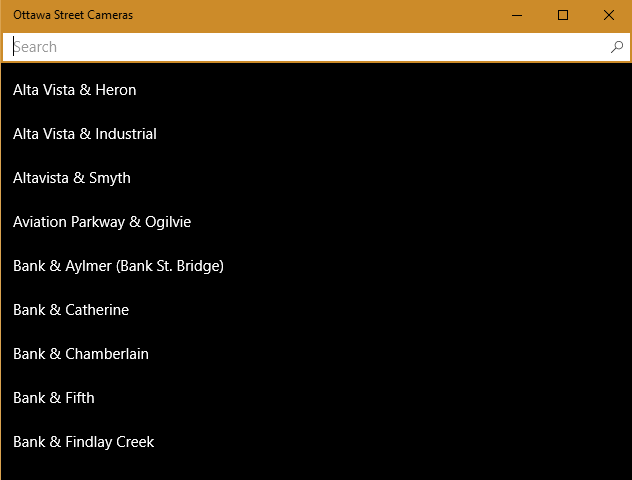 Ottawa Street Cameras
Search
Alta Vista & Heron
Alta Vista & Industrial
Altavista & Smyth
Aviation Parkway & Ogilvie
Bank & Aylmer (Bank St. Bridge)
Bank & Catherine
Bank & Chamberlain
Bank & Fifth
Bank & Findlay Creek